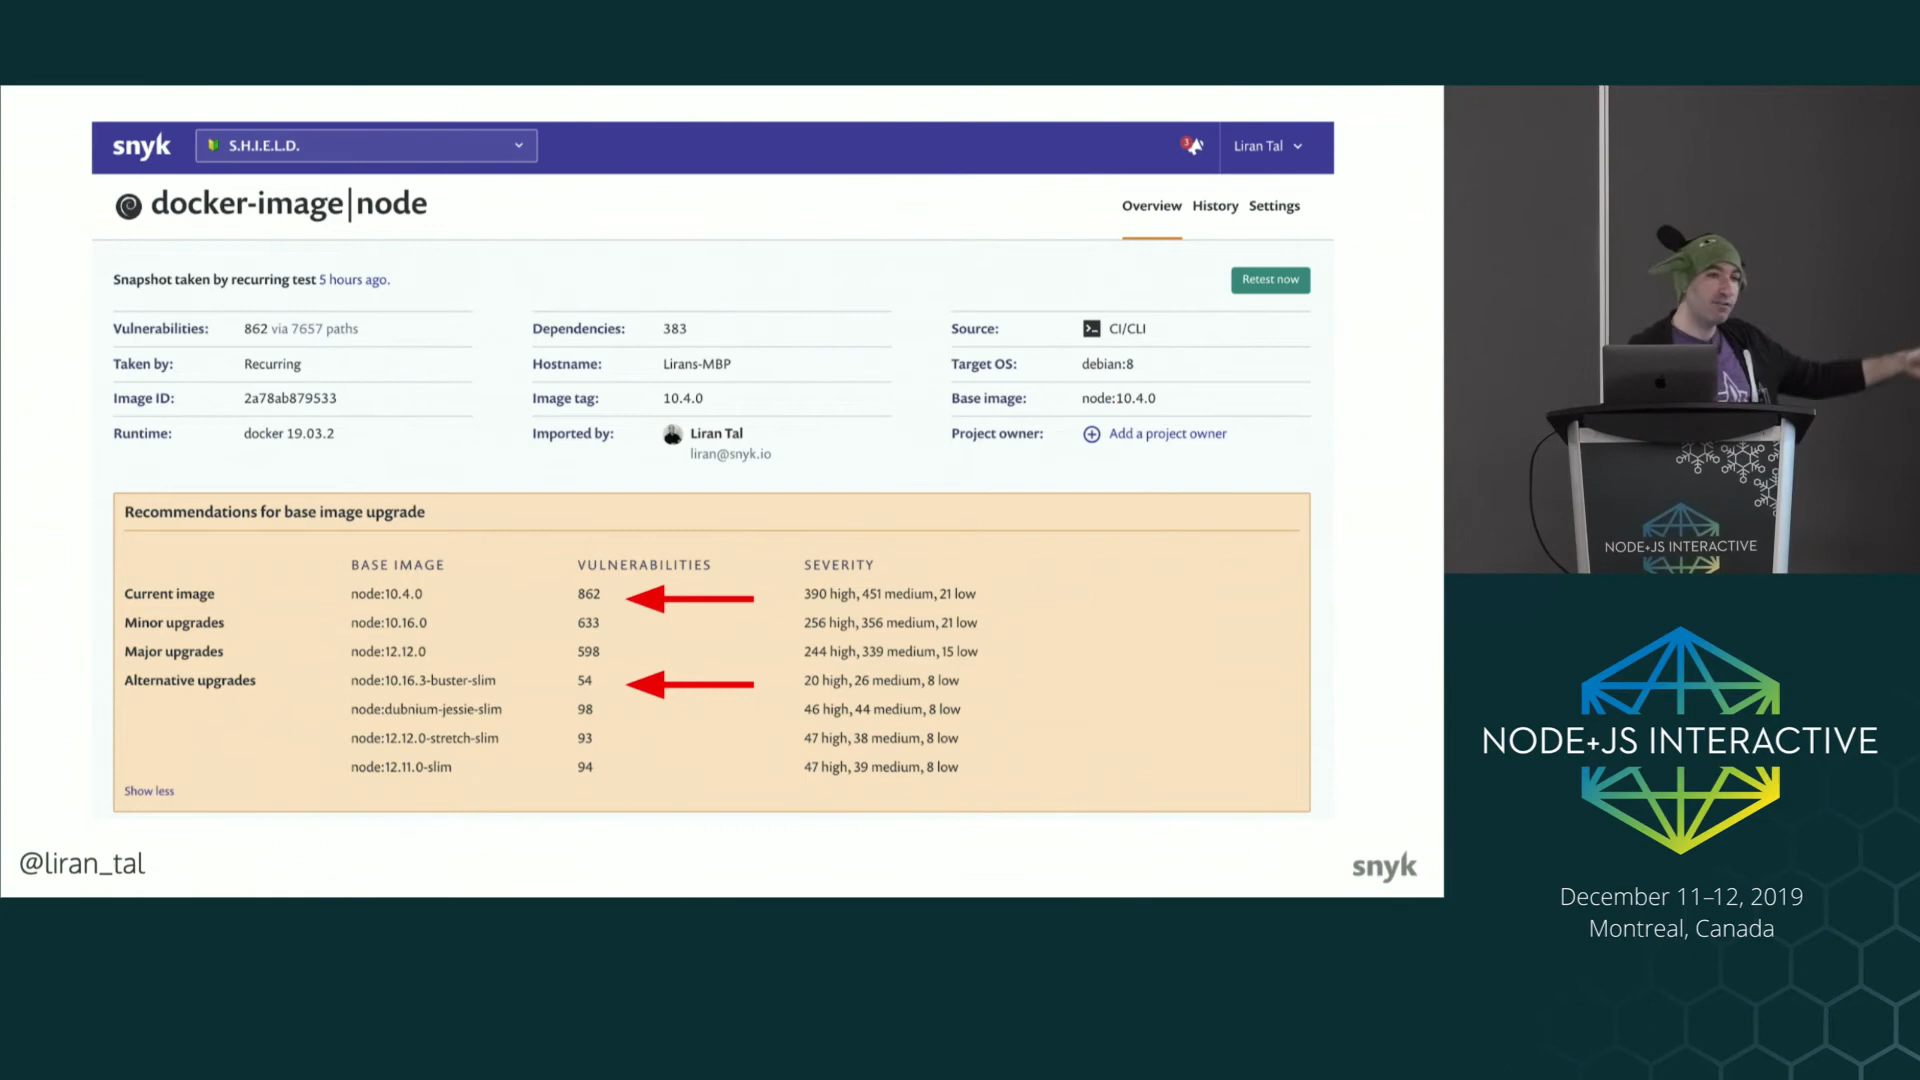 snyk
S.H.I.E.L.D.
3
Liran Tal
docker-image|node
Overview History Settings
Snapshot taken by recurring test 5 hours ago.
Retest now
Vulnerabilities: 862 via 7657 paths
Dependencies: 383
Source: CI/CLI
Taken by: Recurring
Hostname: Lirans-MBP
Target OS: debian:8
Image ID: 2a78ab879533
Image tag: 10.4.0
Base image: node:10.4.0
Runtime: docker 19.03.2
Imported by: Liran Tal
liran@snyk.io
Project owner: Add a project owner
Recommendations for base image upgrade
BASE IMAGE VULNERABILITIES SEVERITY
Current image node:10.4.0 862 390 high, 451 medium, 21 low
Minor upgrades node:10.16.0 633 256 high, 356 medium, 21 low
Major upgrades node:12.12.0 598 244 high, 339 medium, 15 low
Alternative upgrades node:10.16.3-buster-slim 54 20 high, 26 medium, 8 low
node:dubnium-jessie-slim 98 46 high, 44 medium, 8 low
node:12.12.0-stretch-slim 93 47 high, 38 medium, 8 low
node:12.11.0-slim 94 47 high, 39 medium, 8 low
Show less
@liran_tal
snyk
NODE+JS INTERACTIVE
NODE+JS INTERACTIVE
December 11–12, 2019
Montreal, Canada